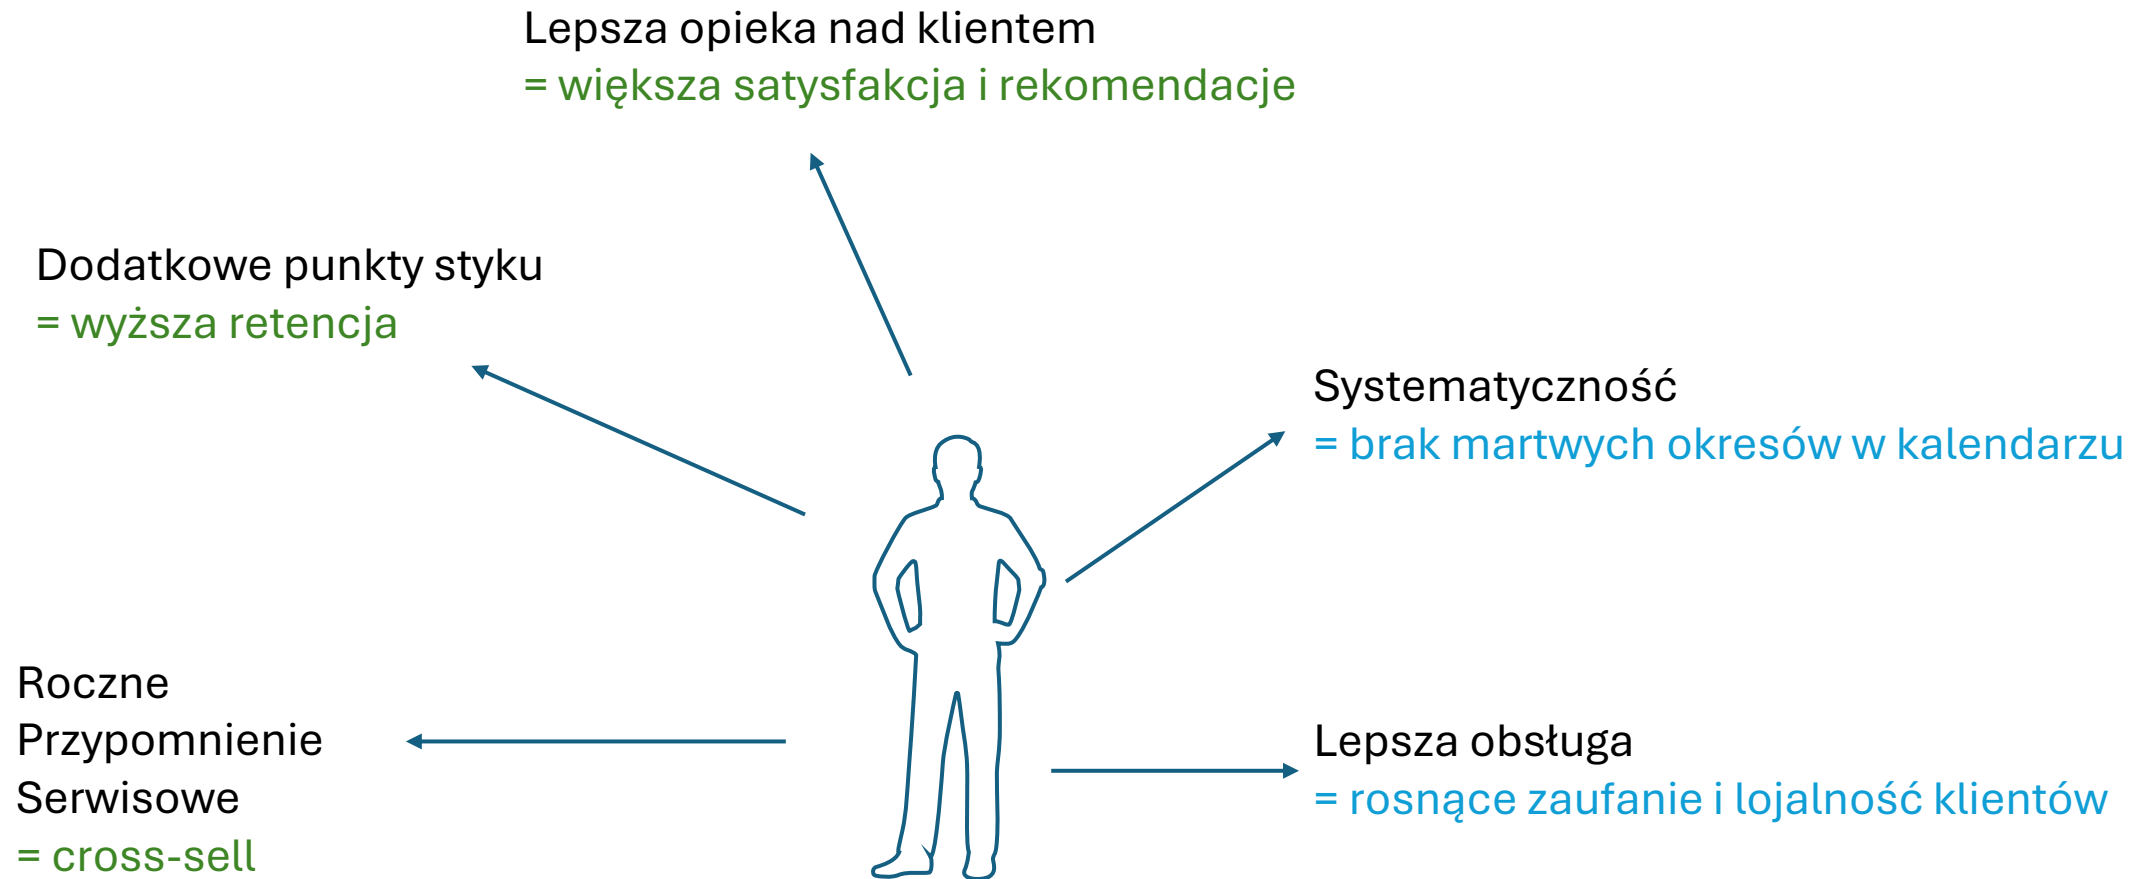 Lepsza opieka nad klientem
= większa satysfakcja i rekomendacje
Dodatkowe punkty styku
= wyższa retencja
Systematyczność
= brak martwych okresów w kalendarzu
Roczne
Przypomnienie
Serwisowe
= cross-sell
Lepsza obsługa
= rosnące zaufanie i lojalność klientów